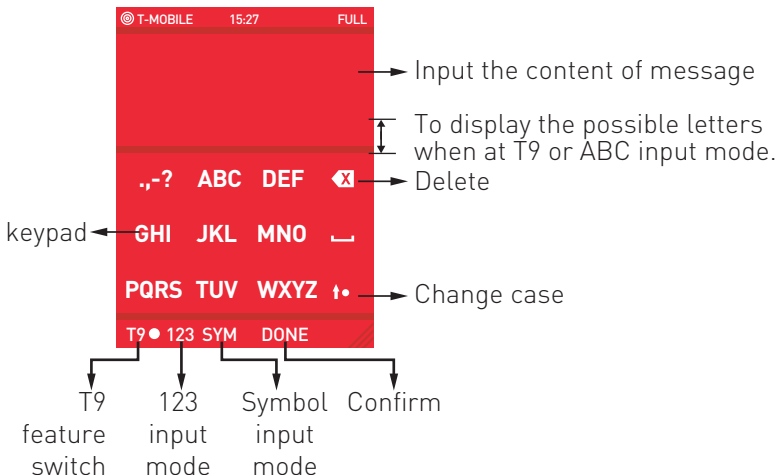 T-MOBILE 15:27 FULL
Input the content of message
To display the possible letters
when at T9 or ABC input mode.
.,-? ABC DEF X
Delete
keypad
GHI JKL MNO
PQRS TUV WXYZ
Change case
T9 123 SYM DONE
T9
feature
switch
123
input
mode
Symbol
input
mode
Confirm